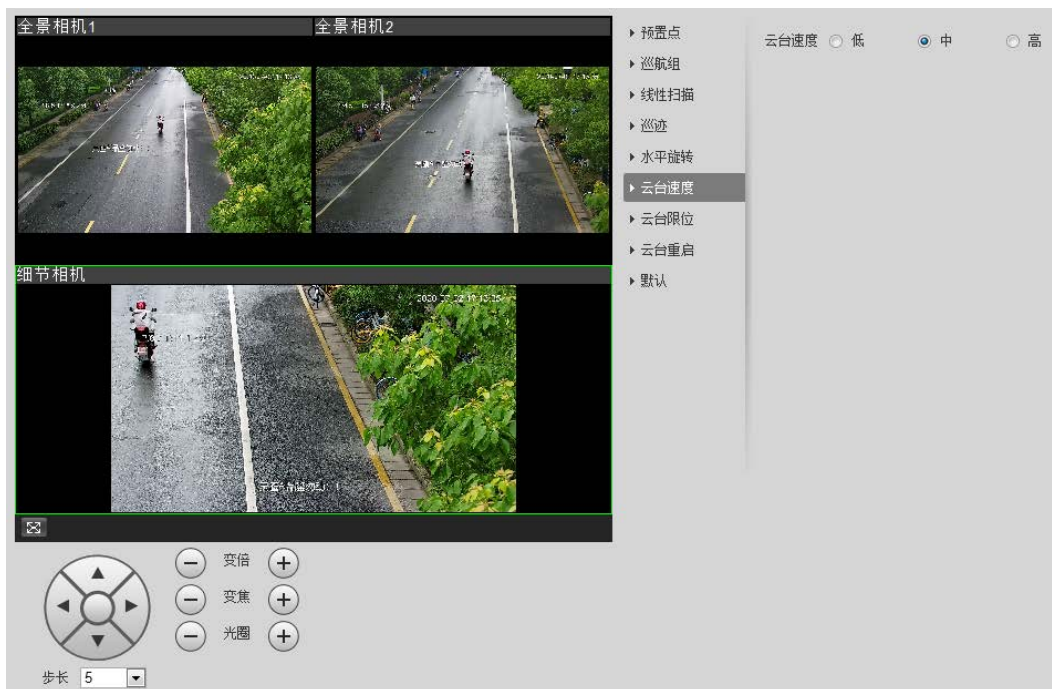 全景相机1
全景相机2
细节相机
变倍
变焦
光圈
步长 5
预置点
巡航组
线性扫描
巡迹
水平旋转
云台速度
云台限位
云台重启
默认
云台速度 低 中 高